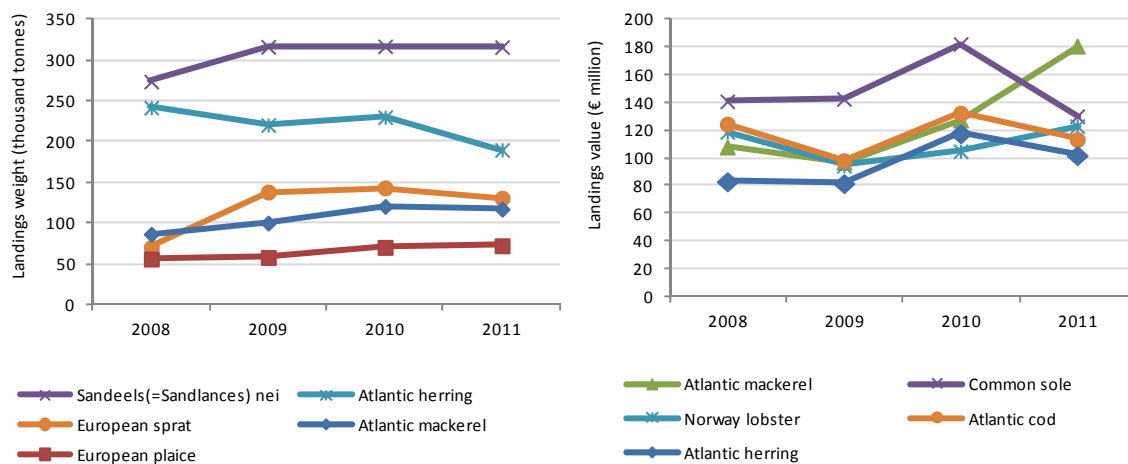 Landings weight (thousand tonnes)
350
300
250
200
150
100
50
0
2008 2009 2010 2011
Sandeels(=Sandlances) nei Atlantic herring
European sprat Atlantic mackerel
European plaice
Landings value (€ million)
200
180
160
140
120
100
80
60
40
20
0
2008 2009 2010 2011
Atlantic mackerel Common sole
Norway lobster Atlantic cod
Atlantic herring